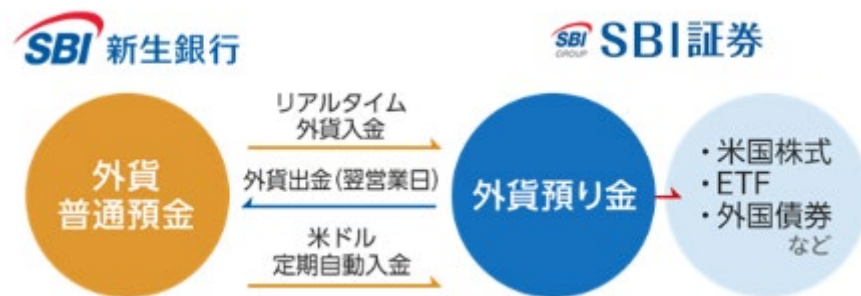 SBI 新生銀行
SBI GROUP SBI証券
リアルタイム
外貨入金
外貨
普通預金
外貨出金(翌営業日)
米ドル
定期自動入金
外貨預り金
・米国株式
・ETF
・外国債券
など